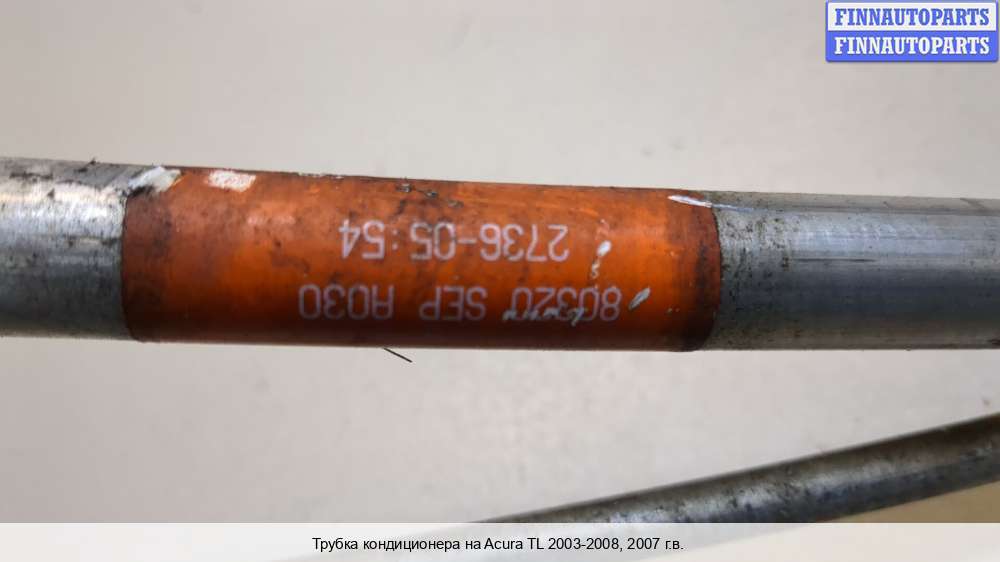 FINNAUTOPARTS
FINNAUTOPARTS
80320 SEP A030
2736-05:54
Трубка кондиционера на Acura TL 2003-2008, 2007 г.в.